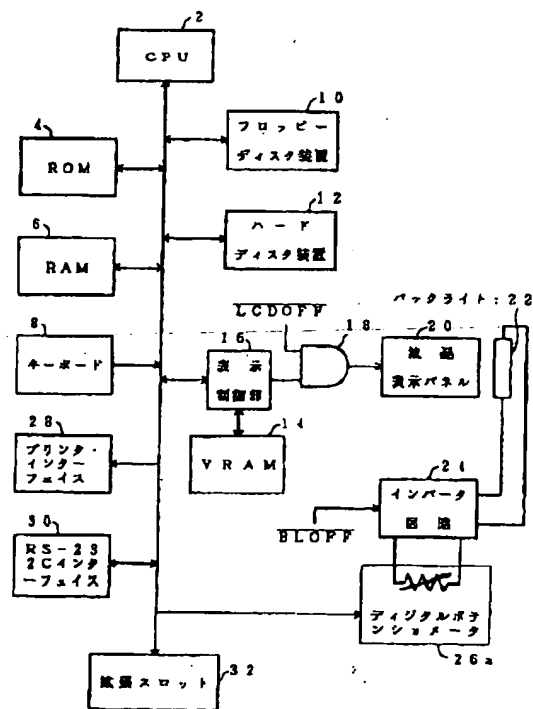 2
CPU
4
ROM
10
フロッピー
ディスク装置
6
RAM
12
ハード
ディスク装置
8
キーボード
LCDOFF
16
表示
制御部
18
20
液晶
表示パネル
バックライト:22
14
VRAM
28
プリンタ・
インター
フェイス
24
インバータ
回路
BLOFF
30
RS-23
2Cインタ
ーフェイス
ディジタルポテ
ンショメータ
26a
32
拡張スロット